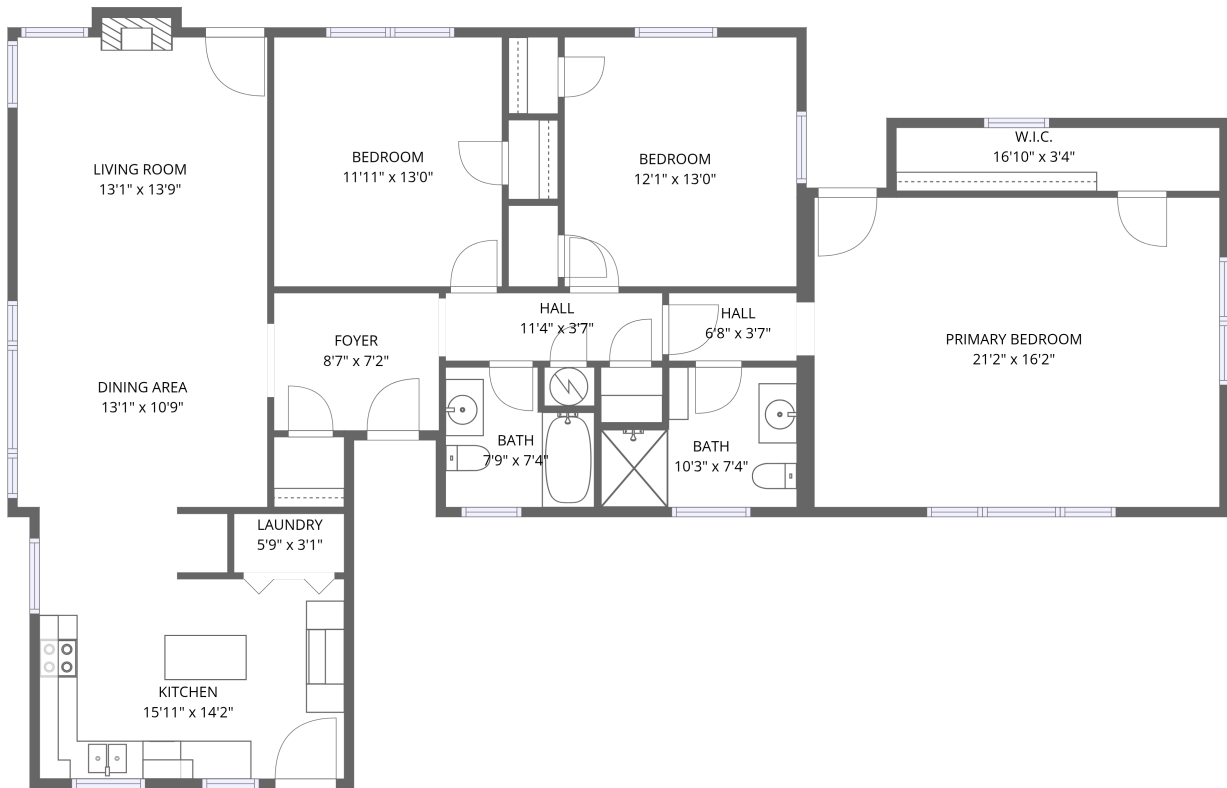 W.I.C.
16'10" x 3'4"
LIVING ROOM
13'1" x 13'9"
BEDROOM
11'11" x 13'0"
BEDROOM
12'1" x 13'0"
HALL
11'4" x 3'7"
HALL
6'8" x 3'7"
FOYER
8'7" x 7'2"
PRIMARY BEDROOM
21'2" x 16'2"
DINING AREA
13'1" x 10'9"
BATH
7'9" x 7'4"
BATH
10'3" x 7'4"
LAUNDRY
5'9" x 3'1"
KITCHEN
15'11" x 14'2"